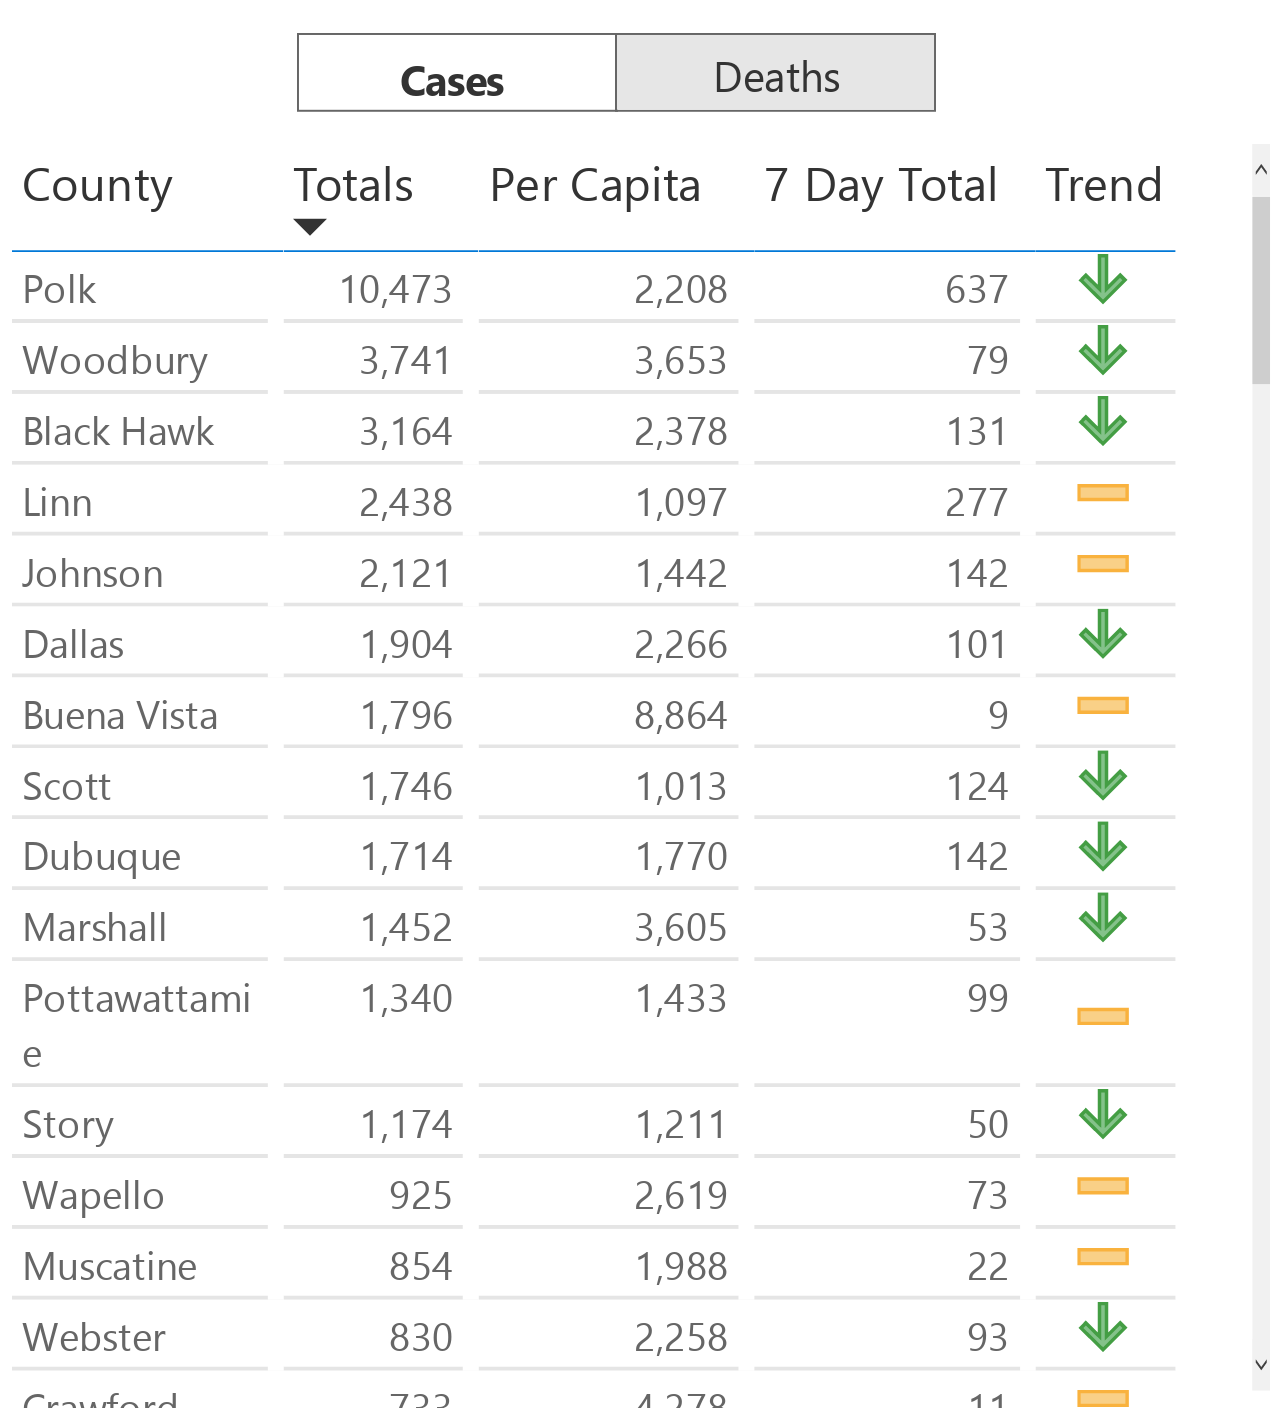 Cases Deaths
County Totals Per Capita 7 Day Total Trend
Polk 10,473 2,208 637
Woodbury 3,741 3,653 79
Black Hawk 3,164 2,378 131
Linn 2,438 1,097 277
Johnson 2,121 1,442 142
Dallas 1,904 2,266 101
Buena Vista 1,796 8,864 9
Scott 1,746 1,013 124
Dubuque 1,714 1,770 142
Marshall 1,452 3,605 53
Pottawattami 1,340 1,433 99
e
Story 1,174 1,211 50
Wapello 925 2,619 73
Muscatine 854 1,988 22
Webster 830 2,258 93
Crawford 733 4,278 11